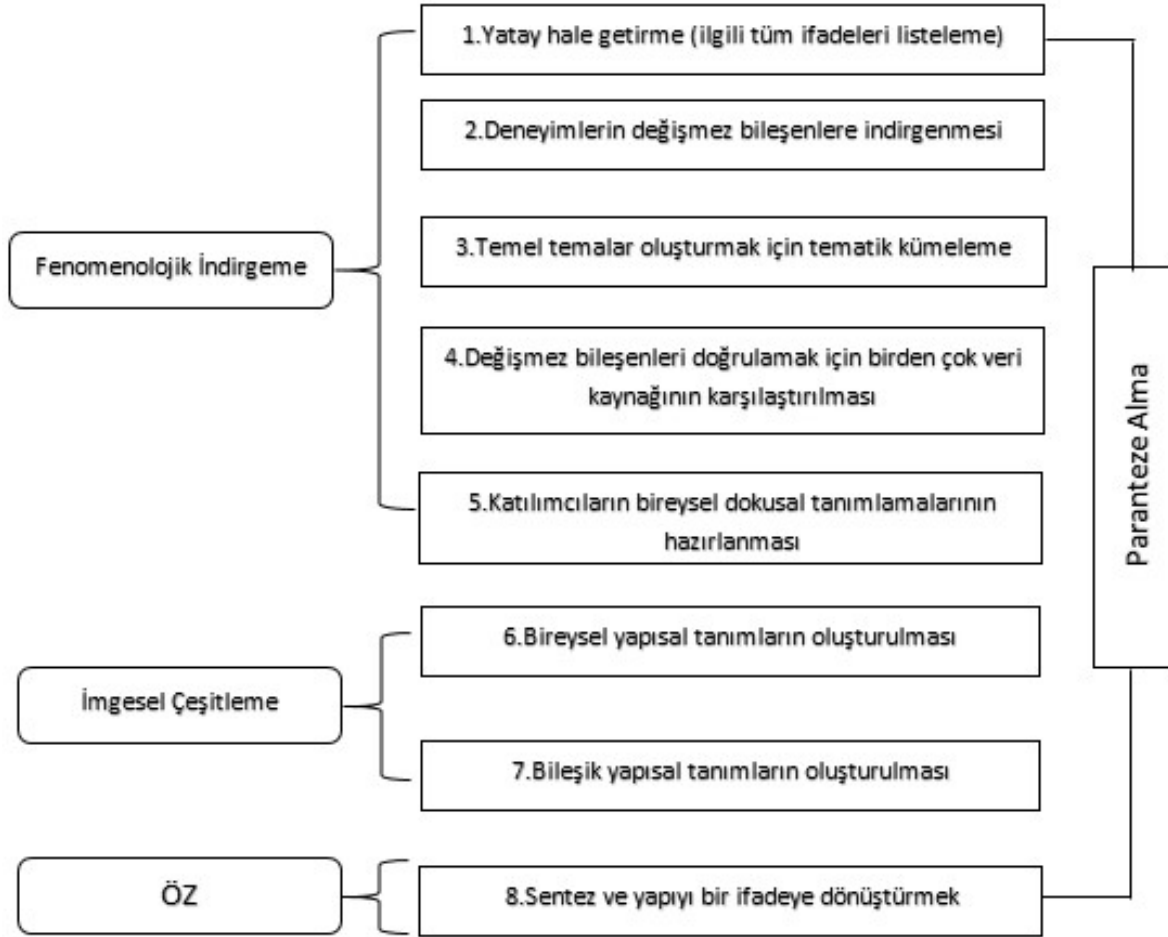 1.Yatay hale getirme (ilgili tüm ifadeleri listeleme)
2.Deneyimlerin değişmez bileşenlere indirgenmesi
Fenomenolojik İndirgeme
3.Temel temalar oluşturmak için tematik kümeleme
4.Değişmez bileşenleri doğrulamak için birden çok veri
kaynağının karşılaştırılması
5.Katılımcıların bireysel dokusal tanımlamalarının
hazırlanması
Paranteze Alma
6.Bireysel yapısal tanımların oluşturulması
İmgesel Çeşitleme
7.Bileşik yapısal tanımların oluşturulması
ÖZ
8.Sentez ve yapıyı bir ifadeye dönüştürmek